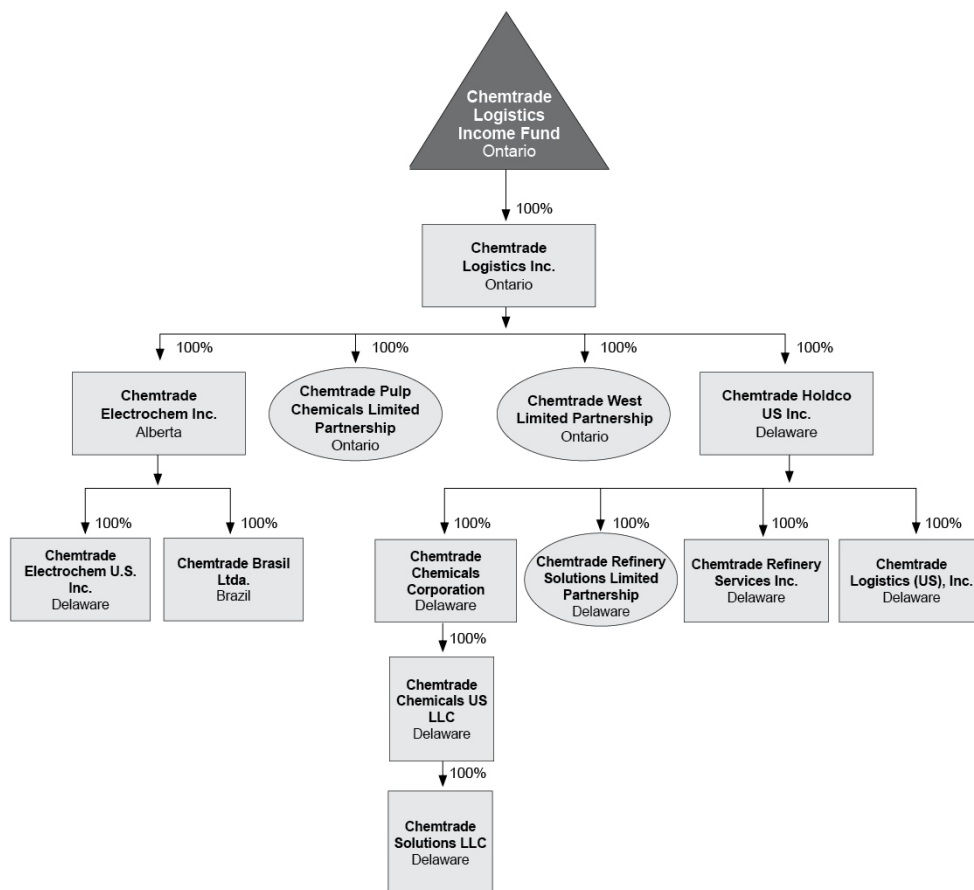 Chemtrade
Logistics
Income Fund
Ontario
100%
Chemtrade
Logistics Inc.
Ontario
100%
100%
100%
100%
Chemtrade
Electrochem Inc.
Alberta
Chemtrade Pulp
Chemicals Limited
Partnership
Ontario
Chemtrade West
Limited Partnership
Ontario
Chemtrade Holdco
US Inc.
Delaware
100%
100%
100%
100%
100%
100%
Chemtrade
Electrochem U.S.
Inc.
Delaware
Chemtrade Brasil
Ltda.
Brazil
Chemtrade
Chemicals
Corporation
Delaware
Chemtrade Refinery
Solutions Limited
Partnership
Delaware
Chemtrade Refinery
Services Inc.
Delaware
Chemtrade
Logistics (US), Inc.
Delaware
100%
Chemtrade
Chemicals US
LLC
Delaware
100%
Chemtrade
Solutions LLC
Delaware